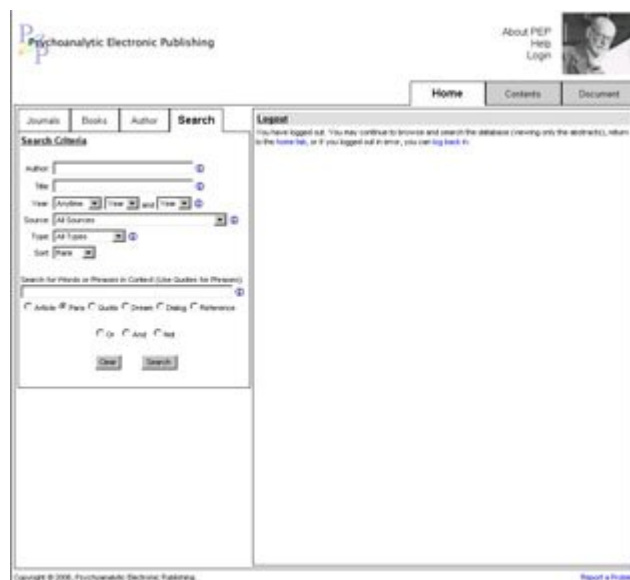 PEP
Psychoanalytic Electronic Publishing
About PEP
Help
Login
Home
Contents
Document
Journals
Books
Author
Search
Search Criteria
Author
Title
Year Anytime Year and Year
Source All Sources
Type All Types
Sort Rank
Search for Words or Phrases in Context (Use Quotes for Phrases)
Article Para Quote Dream Dialog Reference
Or And Not
Clear Search
Logout
You have logged out. You may continue to browse and search the database (viewing only the abstracts), return
to the home tab, or if you logged out in error, you can log back in.
Copyright © 2008, Psychoanalytic Electronic Publishing.
Report a Proble